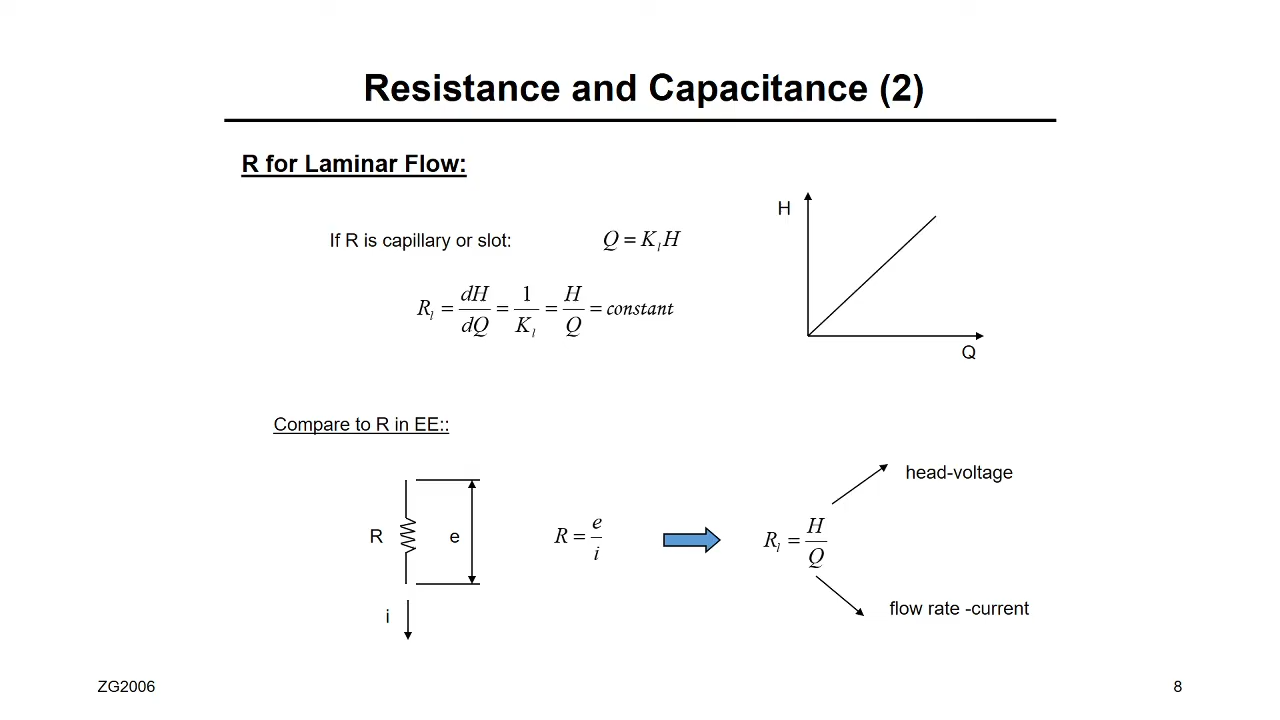 Resistance and Capacitance (2)
R for Laminar Flow:
If R is capillary or slot: Q = K_l H
R_l = dH/dQ = 1/K_l = H/Q = constant
H
Q
Compare to R in EE::
R
e
i
R = e/i
R_l = H/Q
head-voltage
flow rate -current
ZG2006
8